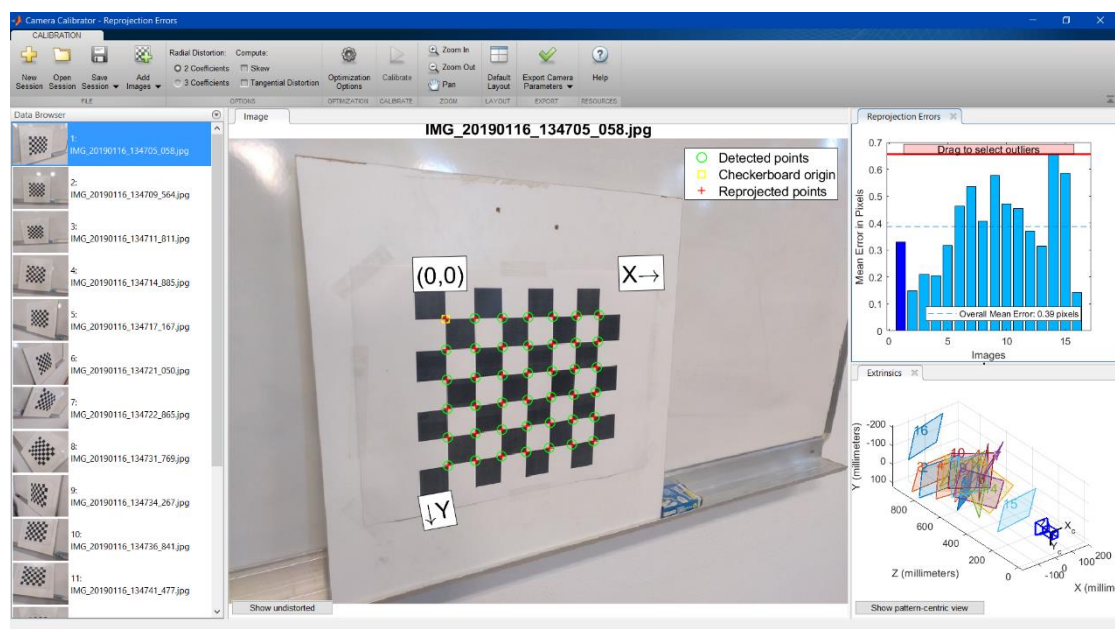 Camera Calibrator - Reprojection Errors
CALIBRATION
New Session
Open Session
Save Session
Add Images
FILE
Radial Distortion:
2 Coefficients
3 Coefficients
Compute:
Skew
Tangential Distortion
OPTIONS
Optimization Options
OPTIMIZATION
Calibrate
CALIBRATE
Zoom In
Zoom Out
Pan
ZOOM
Default Layout
LAYOUT
Export Camera Parameters
EXPORT
Help
RESOURCES
Data Browser
1:
IMG_20190116_134705_058.jpg
2:
IMG_20190116_134709_564.jpg
3:
IMG_20190116_134711_811.jpg
4:
IMG_20190116_134714_885.jpg
5:
IMG_20190116_134717_167.jpg
6:
IMG_20190116_134721_050.jpg
7:
IMG_20190116_134722_865.jpg
8:
IMG_20190116_134731_769.jpg
9:
IMG_20190116_134734_267.jpg
10:
IMG_20190116_134736_841.jpg
11:
IMG_20190116_134741_477.jpg
Image
IMG_20190116_134705_058.jpg
Detected points
Checkerboard origin
Reprojected points
(0,0)
X→
↓Y
Show undistorted
Reprojection Errors
Drag to select outliers
Mean Error in Pixels
0.7
0.6
0.5
0.4
0.3
0.2
0.1
0
Overall Mean Error: 0.39 pixels
0 5 10 15
Images
Extrinsics
Y (millimeters)
-200
-100
0
100
16
15
10
800
600
400
200
0
Z (millimeters)
Xc
Yc
-100 0 100 200
X (millim
Show pattern-centric view